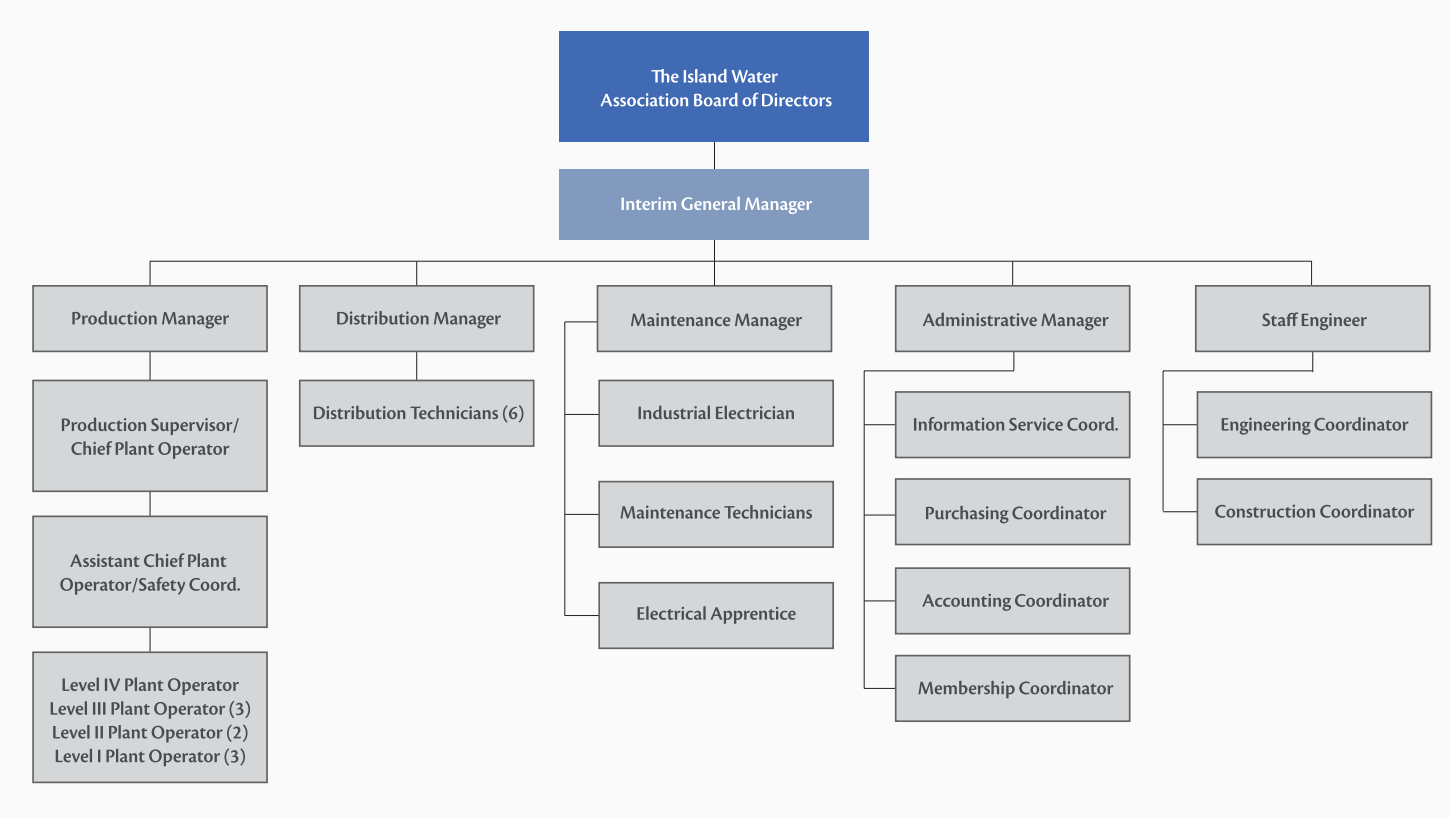 The Island Water
Association Board of Directors
Interim General Manager
Production Manager
Distribution Manager
Maintenance Manager
Administrative Manager
Staff Engineer
Production Supervisor/
Chief Plant Operator
Assistant Chief Plant
Operator/Safety Coord.
Level IV Plant Operator
Level III Plant Operator (3)
Level II Plant Operator (2)
Level I Plant Operator (3)
Distribution Technicians (6)
Industrial Electrician
Maintenance Technicians
Electrical Apprentice
Information Service Coord.
Purchasing Coordinator
Accounting Coordinator
Membership Coordinator
Engineering Coordinator
Construction Coordinator